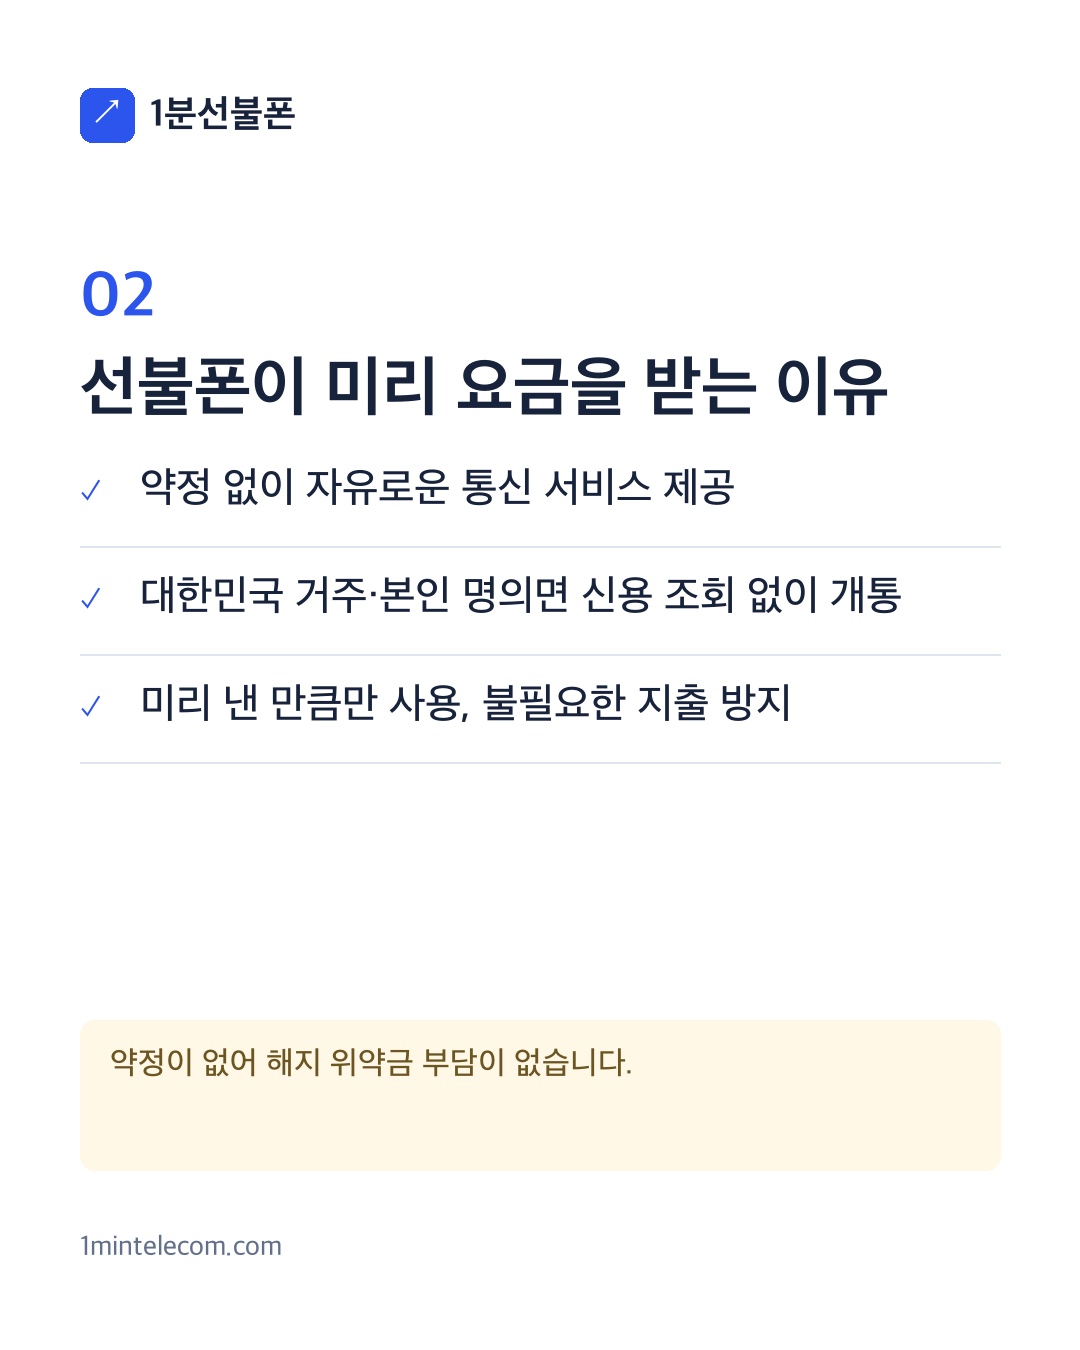 1분선불폰
02
선불폰이 미리 요금을 받는 이유
✓ 약정 없이 자유로운 통신 서비스 제공
✓ 대한민국 거주·본인 명의면 신용 조회 없이 개통
✓ 미리 낸 만큼만 사용, 불필요한 지출 방지
약정이 없어 해지 위약금 부담이 없습니다.
1mintelecom.com